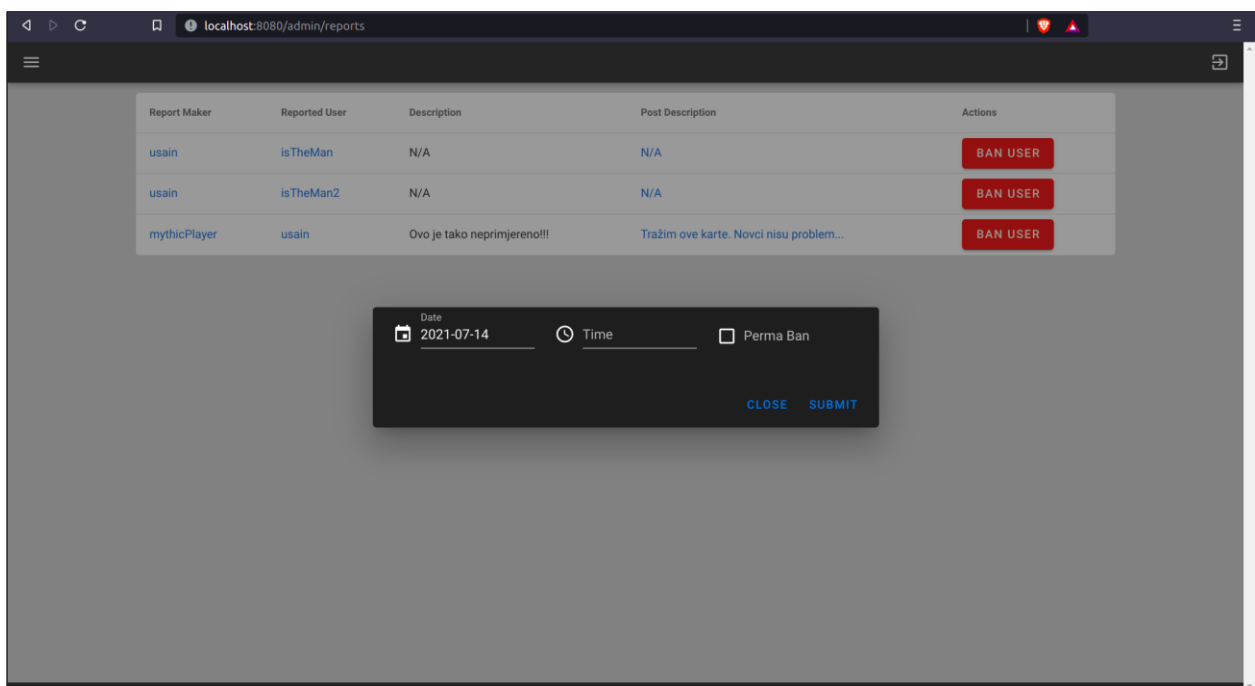 localhost:8080/admin/reports
Report Maker Reported User Description Post Description Actions
usain isTheMan N/A N/A BAN USER
usain isTheMan2 N/A N/A BAN USER
mythicPlayer usain Ovo je tako neprimjereno!!! Tražim ove karte. Novci nisu problem... BAN USER
Date
2021-07-14 Time Perma Ban
CLOSE SUBMIT